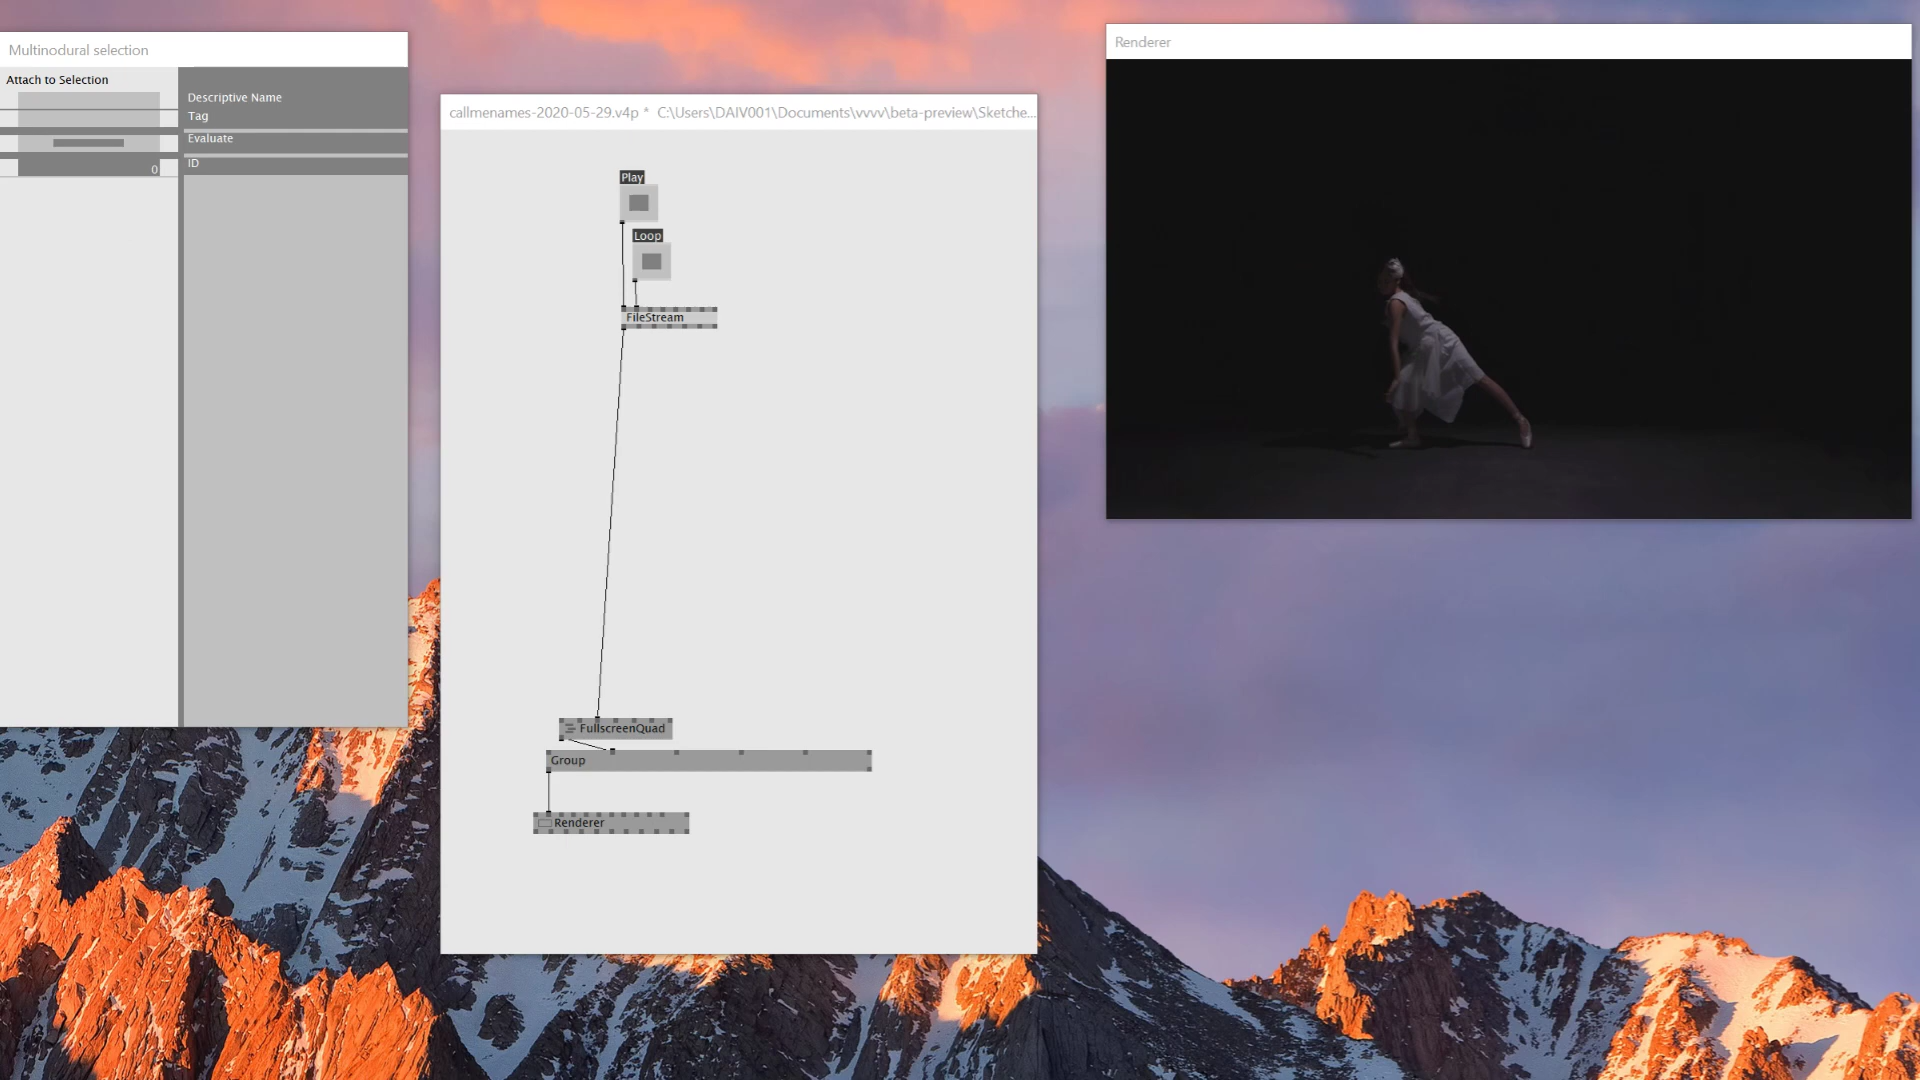 Multinodural selection
Attach to Selection
0
Descriptive Name
Tag
Evaluate
ID
callmenames-2020-05-29.v4p * C:\Users\DAIV001\Documents\vvvv\beta-preview\Sketche...
Play
Loop
FileStream
FullscreenQuad
Group
Renderer
Renderer